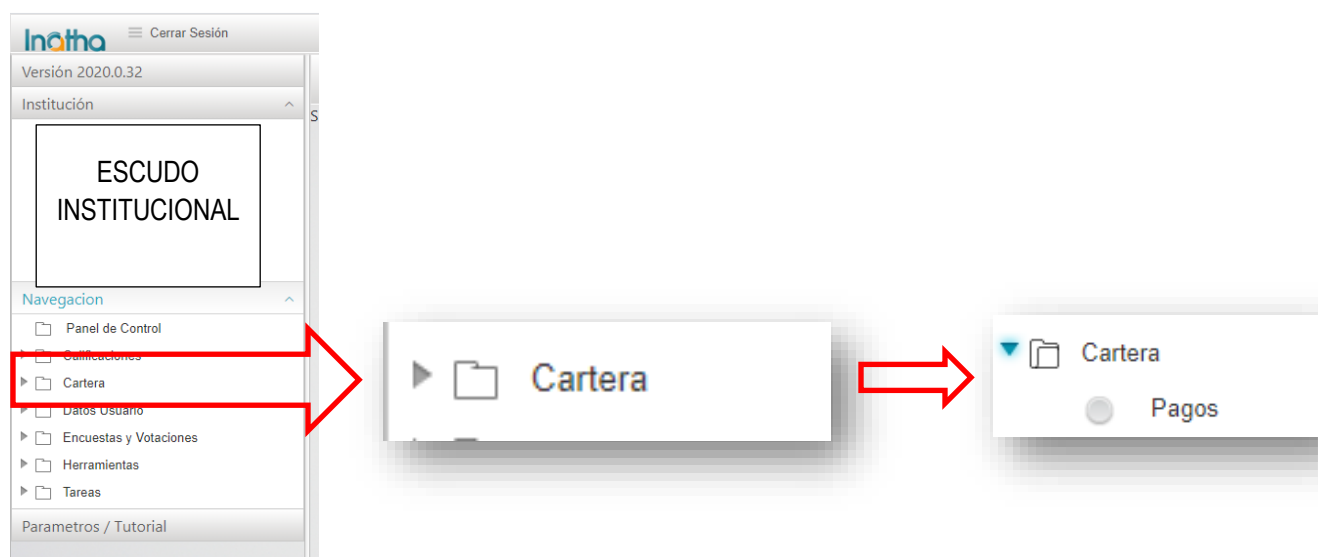 Inatha
Cerrar Sesión
Versión 2020.0.32
Institución
S
ESCUDO
INSTITUCIONAL
Navegacion
Panel de Control
Calificaciones
Cartera
Datos Usuario
Encuestas y Votaciones
Herramientas
Tareas
Parametros / Tutorial
Cartera
Cartera
Pagos